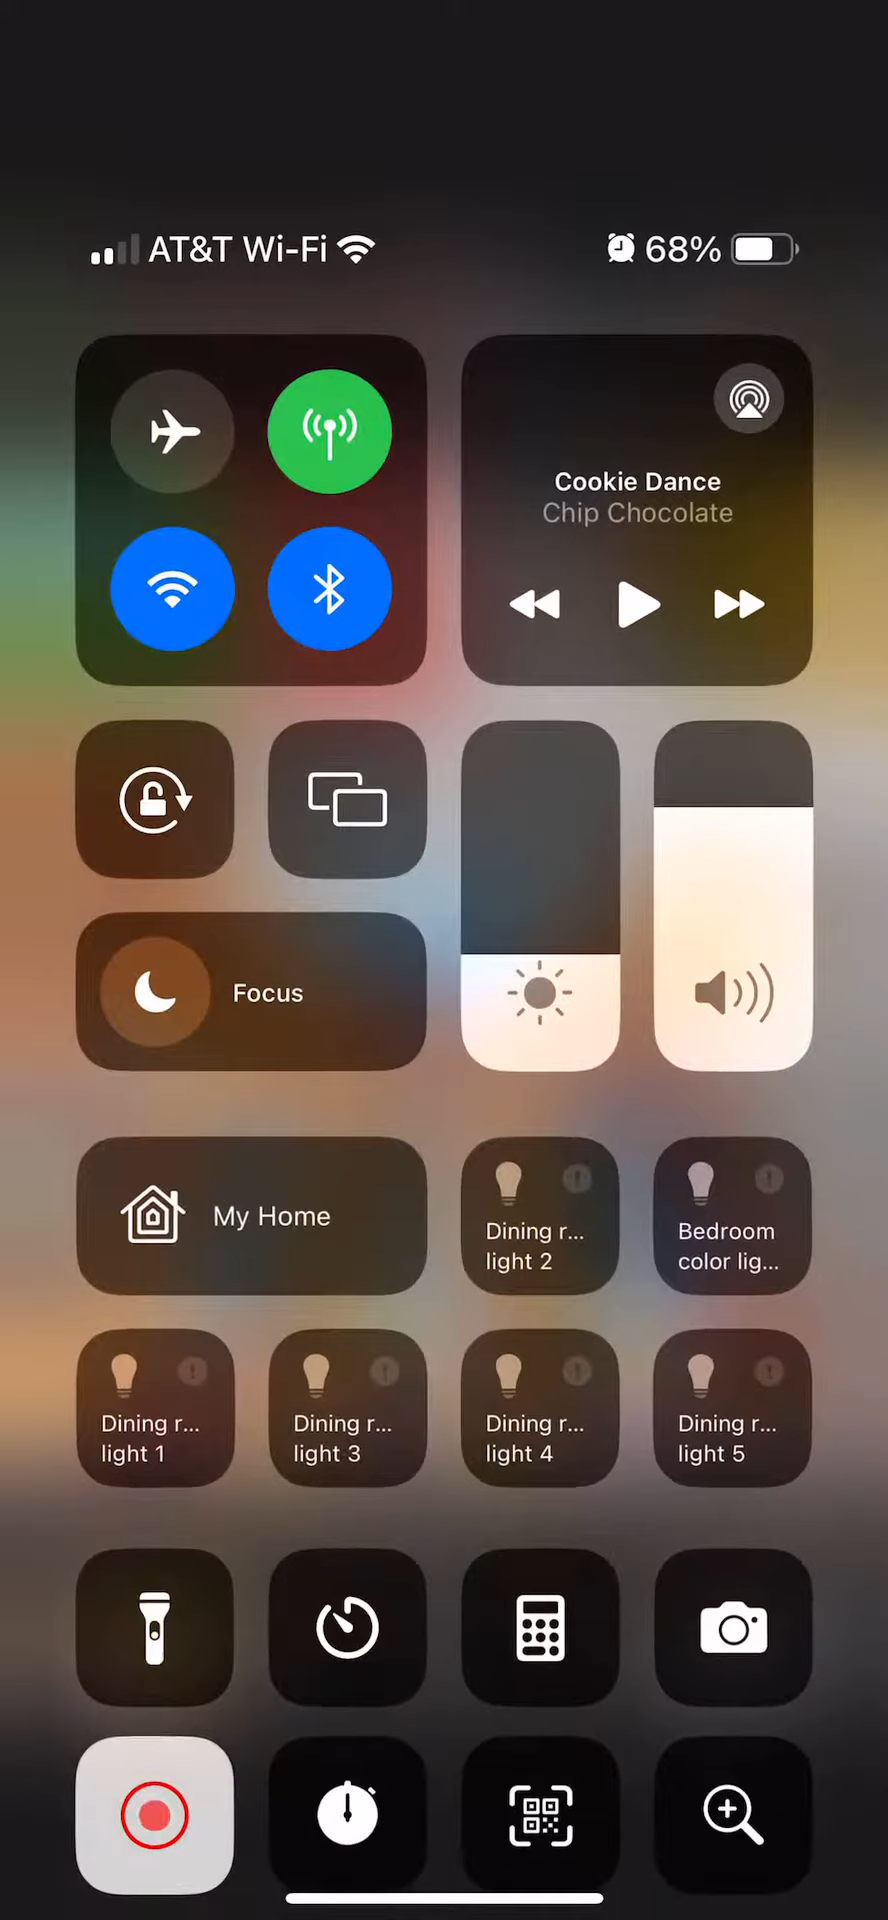 AT&T Wi-Fi
68%
Cookie Dance
Chip Chocolate
Focus
My Home
Dining r...
light 2
Bedroom
color lig...
Dining r...
light 1
Dining r...
light 3
Dining r...
light 4
Dining r...
light 5